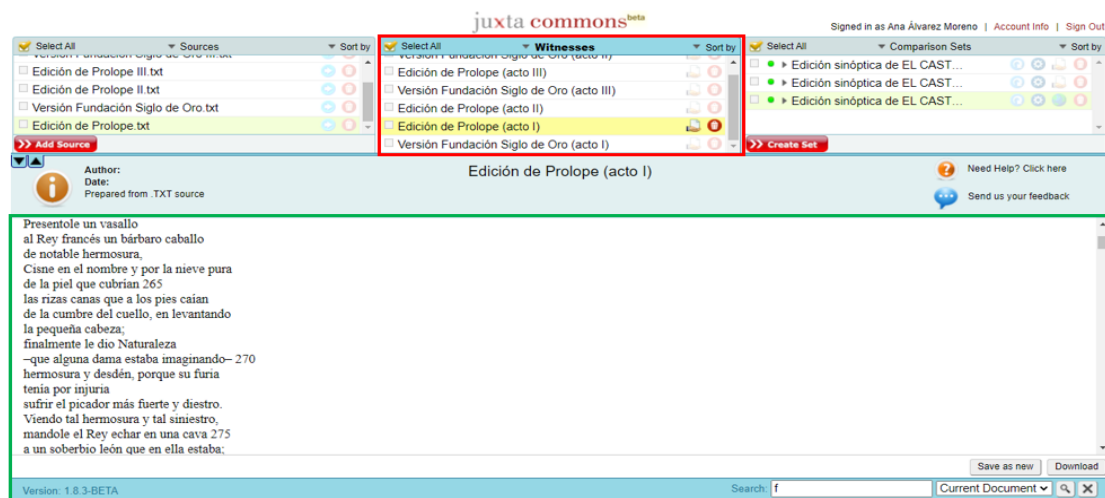 juxta commons beta
Signed in as Ana Álvarez Moreno | Account Info | Sign Out
Select All Sources Sort by
Edición de Prolope III.txt
Edición de Prolope II.txt
Versión Fundación Siglo de Oro.txt
Edición de Prolope.txt
Add Source
Select All Witnesses Sort by
Versión Fundación Siglo de Oro (acto II)
Edición de Prolope (acto III)
Versión Fundación Siglo de Oro (acto III)
Edición de Prolope (acto II)
Edición de Prolope (acto I)
Versión Fundación Siglo de Oro (acto I)
Select All Comparison Sets Sort by
Edición sinóptica de EL CAST...
Edición sinóptica de EL CAST...
Create Set
Author:
Date:
Prepared from .TXT source
Edición de Prolope (acto I)
Need Help? Click here
Send us your feedback
Presentole un vasallo
al Rey francés un bárbaro caballo
de notable hermosura,
Cisne en el nombre y por la nieve pura
de la piel que cubrían 265
las rizas canas que a los pies caían
de la cumbre del cuello, en levantando
la pequeña cabeza;
finalmente le dio Naturaleza
–que alguna dama estaba imaginando– 270
hermosura y desdén, porque su furia
tenía por injuria
sufrir el picador más fuerte y diestro.
Viendo tal hermosura y tal siniestro,
mandole el Rey echar en una cava 275
a un soberbio león que en ella estaba;
Save as new Download
Version: 1.8.3-BETA
Search: f Current Document